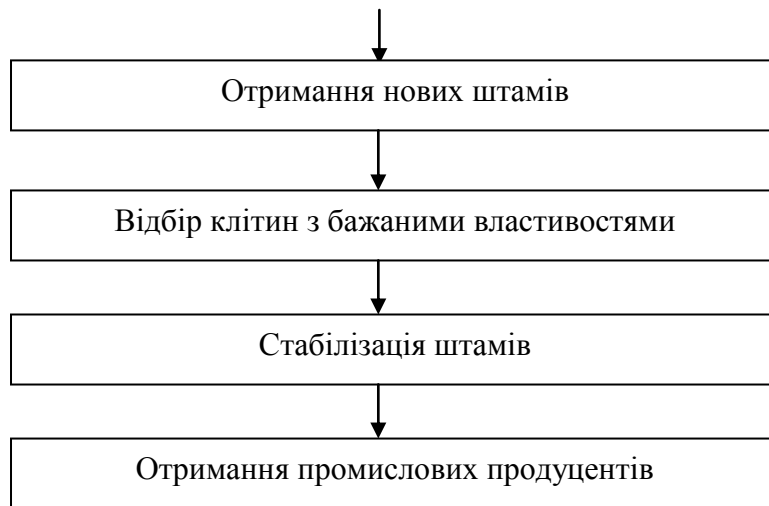 Отримання нових штамів
Відбір клітин з бажаними властивостями
Стабілізація штамів
Отримання промислових продуцентів